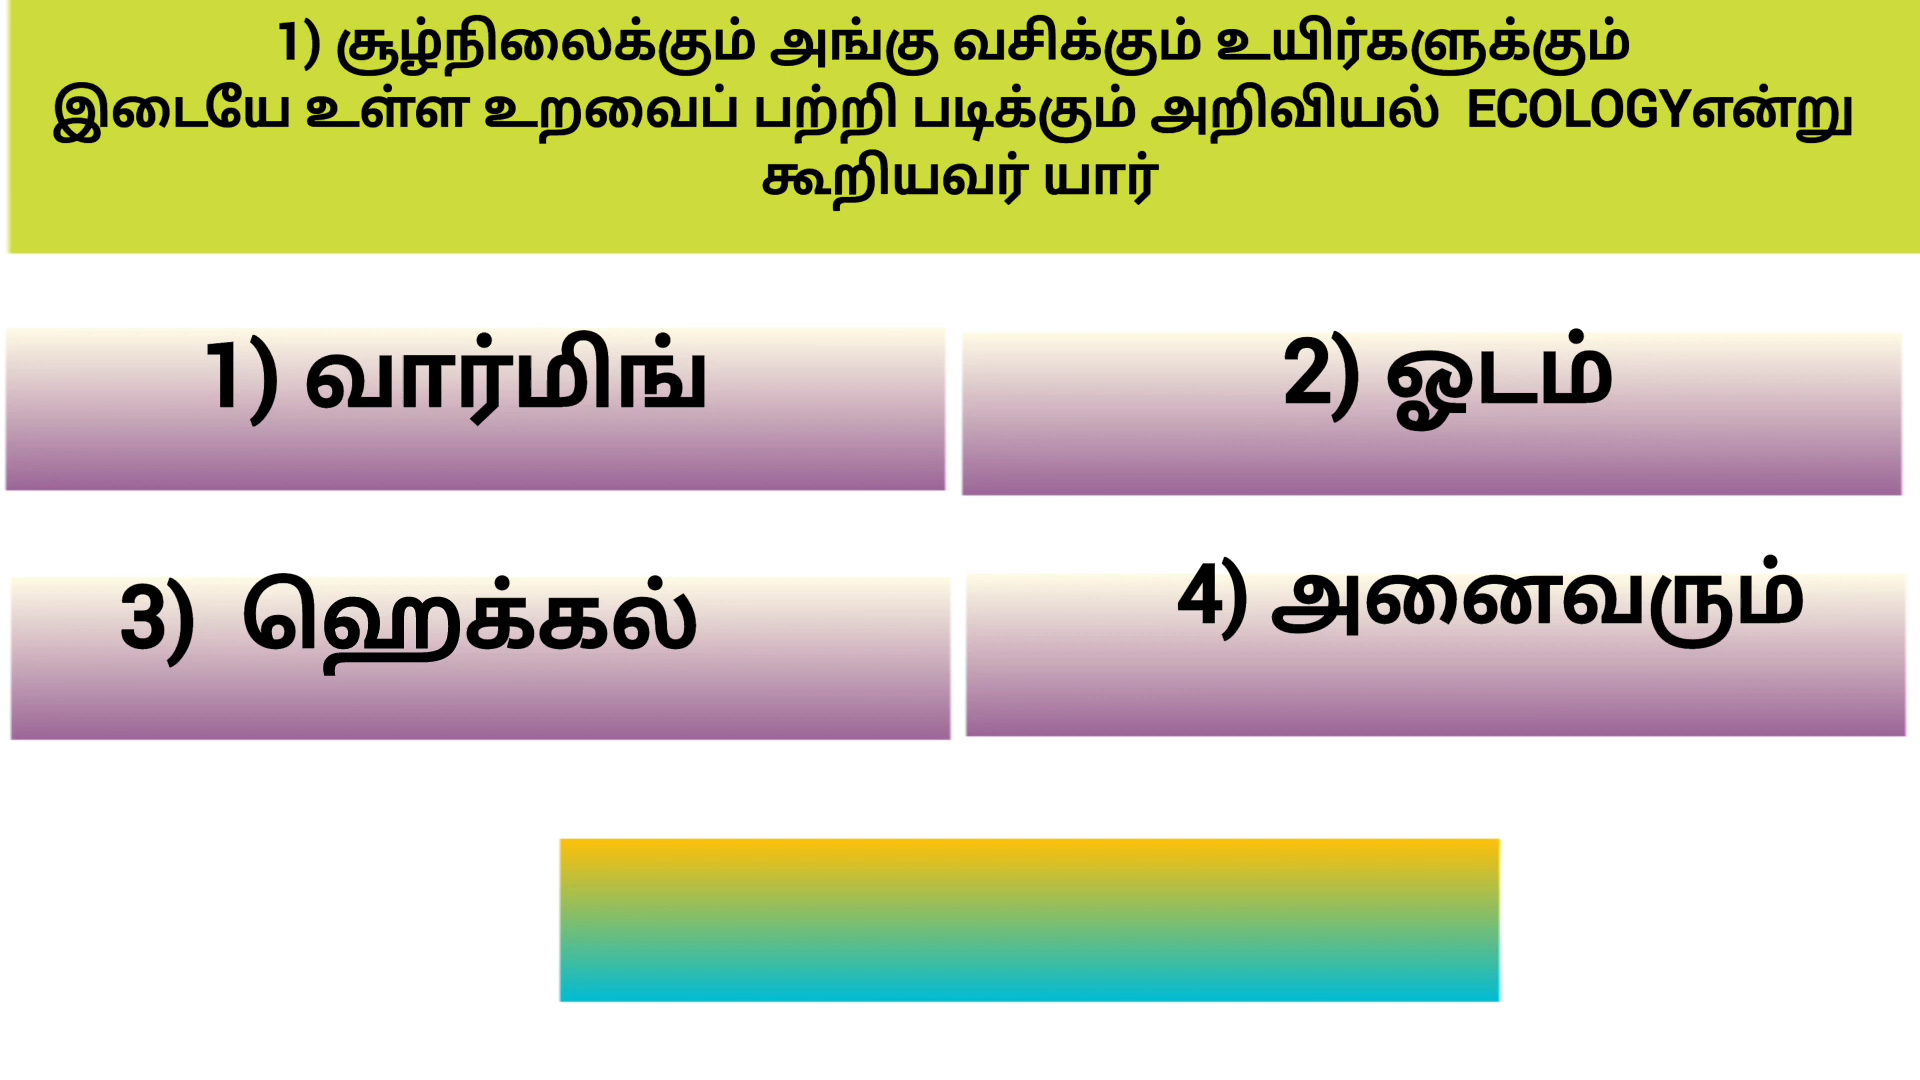 1) சூழ்நிலைக்கும் அங்கு வசிக்கும் உயிர்களுக்கும்
இடையே உள்ள உறவைப் பற்றி படிக்கும் அறிவியல் ECOLOGYஎன்று
கூறியவர் யார்
1) வார்மிங்
2) ஓடம்
3) ஹெக்கல்
4) அனைவரும்